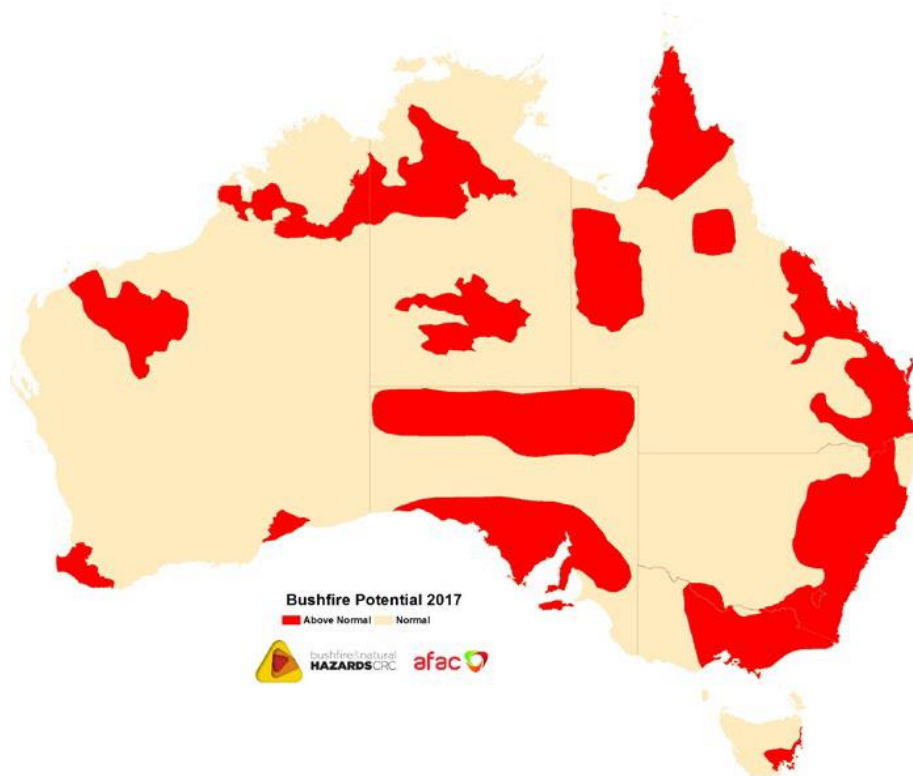 Bushfire Potential 2017
Above Normal Normal
bushfire&natural
HAZARDSCRC
afac